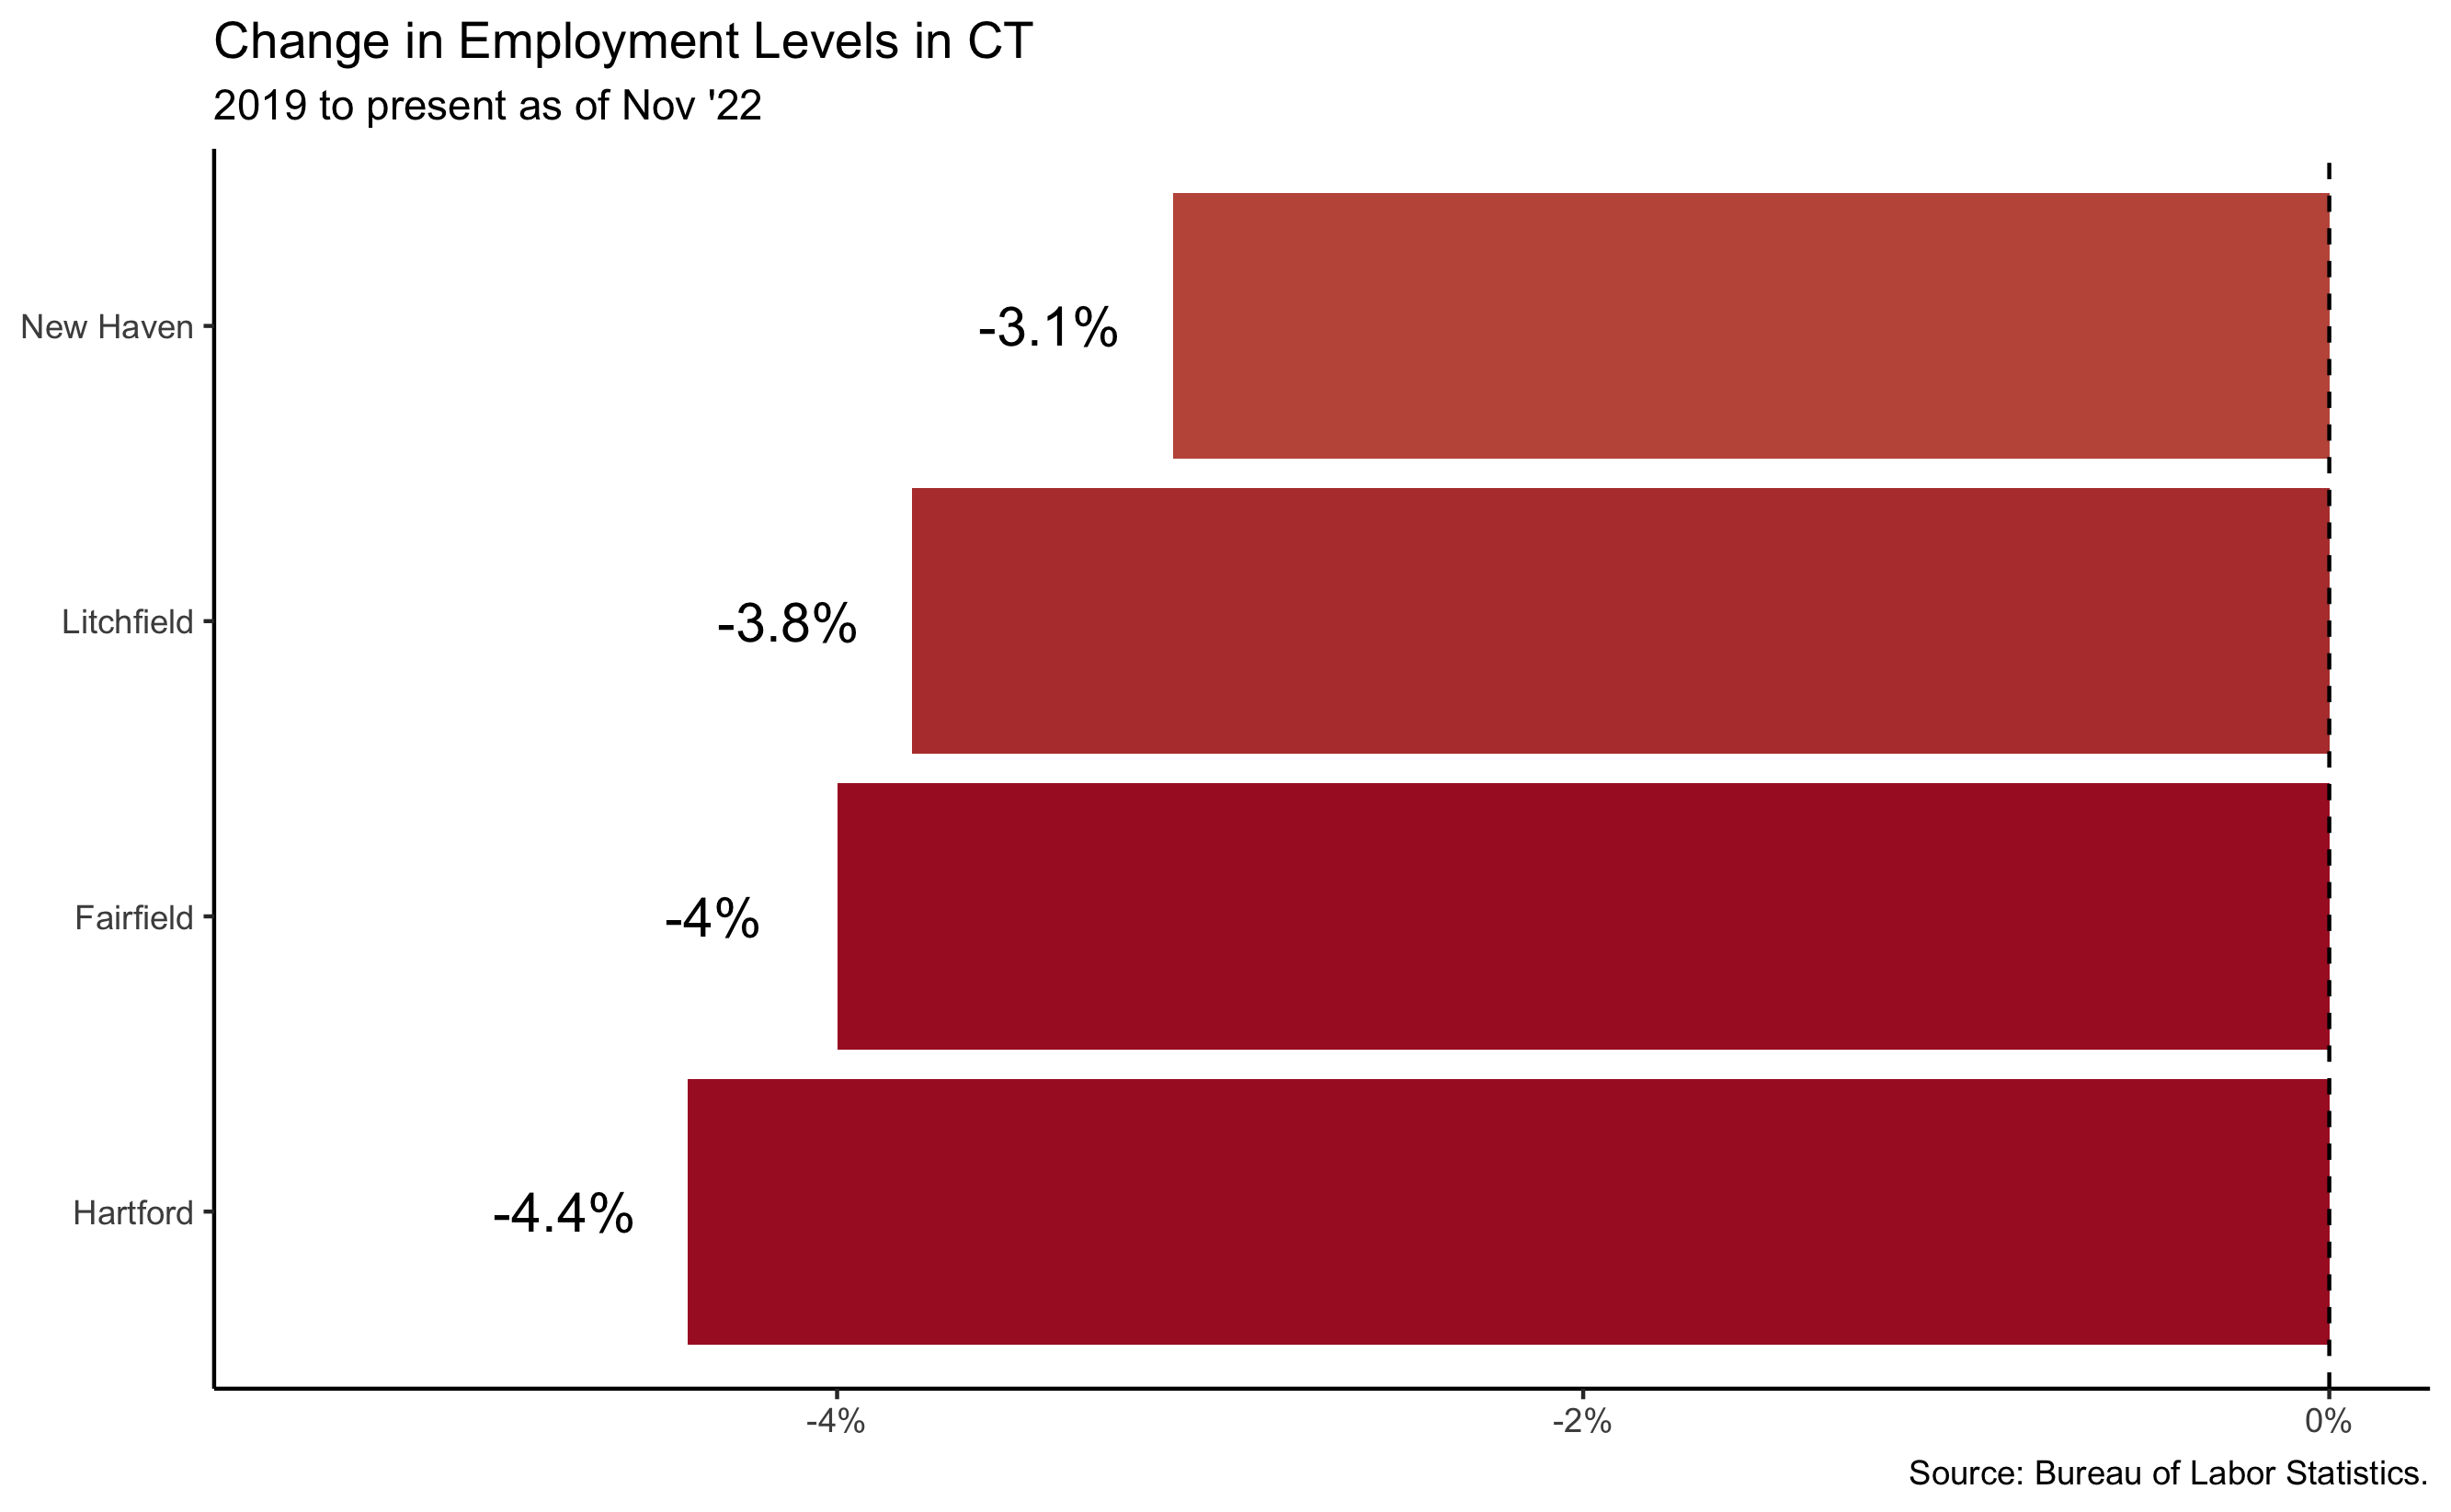 Change in Employment Levels in CT
2019 to present as of Nov '22
New Haven
-3.1%
Litchfield
-3.8%
Fairfield
-4%
Hartford
-4.4%
-4%
-2%
0%
Source: Bureau of Labor Statistics.